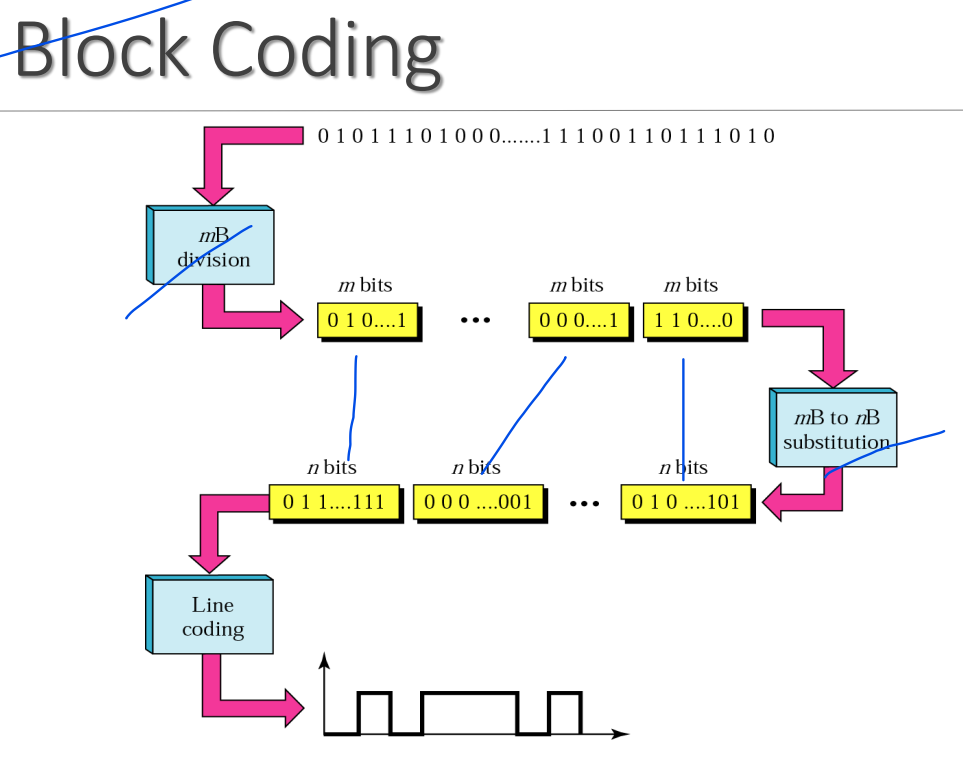 Block Coding
0 1 0 1 1 1 0 1 0 0 0.......1 1 1 0 0 1 1 0 1 1 1 0 1 0
mB
division
m bits
m bits
m bits
0 1 0....1
...
0 0 0....1
1 1 0....0
mB to nB
substitution
n bits
n bits
n bits
0 1 1....111
0 0 0 ....001
...
0 1 0 ....101
Line
coding